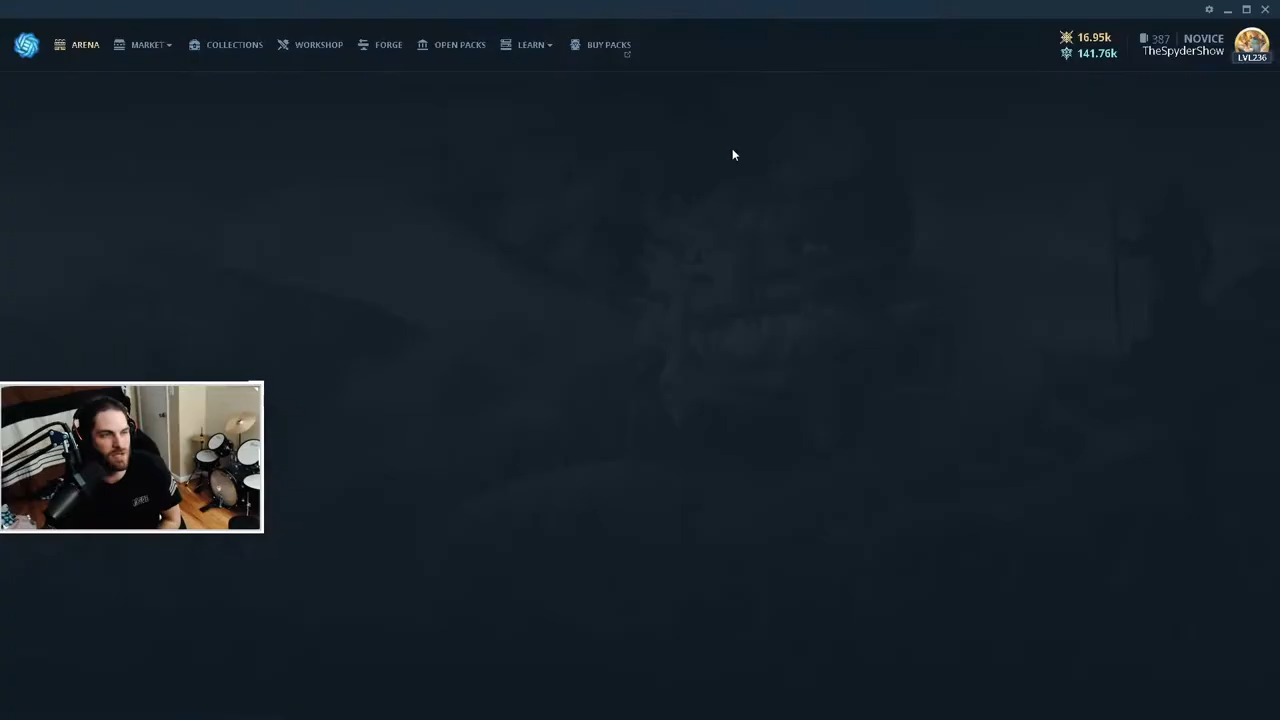 ARENA MARKET COLLECTIONS WORKSHOP FORGE OPEN PACKS LEARN BUY PACKS
16.95k
141.76k
387 NOVICE
TheSpyderShow
LVL236